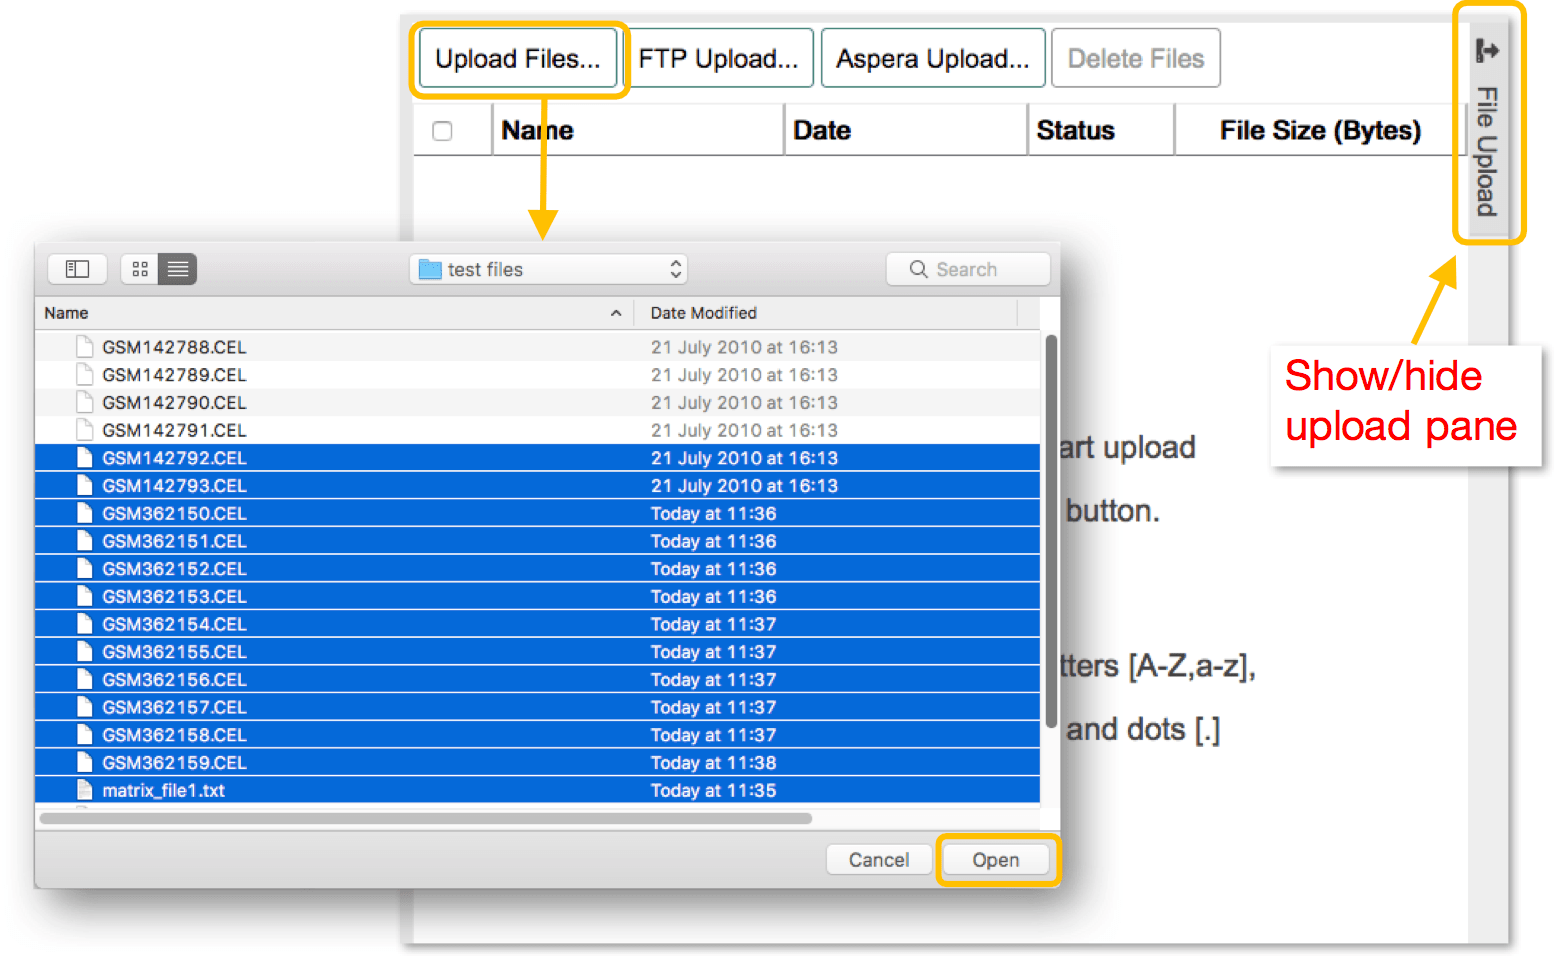 Upload Files...
FTP Upload...
Aspera Upload...
Delete Files
File Upload
Name
Date
Status
File Size (Bytes)
test files
Search
Name
Date Modified
GSM142788.CEL 21 July 2010 at 16:13
GSM142789.CEL 21 July 2010 at 16:13
GSM142790.CEL 21 July 2010 at 16:13
GSM142791.CEL 21 July 2010 at 16:13
GSM142792.CEL 21 July 2010 at 16:13
GSM142793.CEL 21 July 2010 at 16:13
GSM362150.CEL Today at 11:36
GSM362151.CEL Today at 11:36
GSM362152.CEL Today at 11:36
GSM362153.CEL Today at 11:36
GSM362154.CEL Today at 11:37
GSM362155.CEL Today at 11:37
GSM362156.CEL Today at 11:37
GSM362157.CEL Today at 11:37
GSM362158.CEL Today at 11:37
GSM362159.CEL Today at 11:38
matrix_file1.txt Today at 11:35
Cancel
Open
Show/hide
upload pane
art upload
button.
tters [A-Z,a-z],
and dots [.]